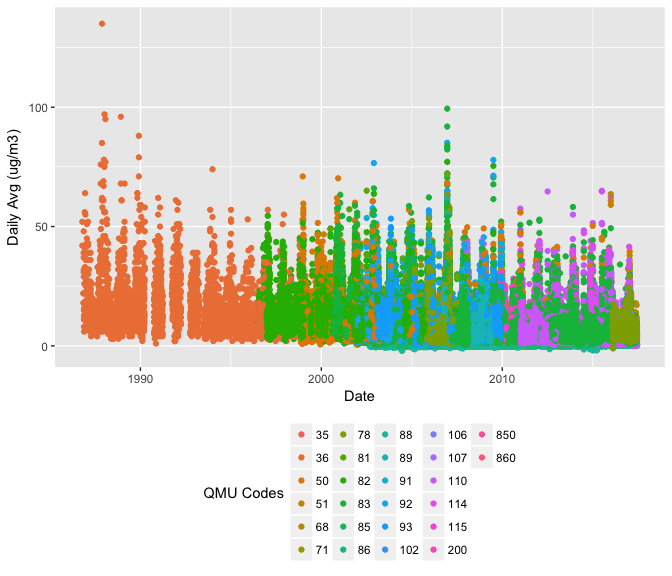 Daily Avg (ug/m3)
100
50
0
1990 2000 2010
Date
QMU Codes
35 78 88 106 850
36 81 89 107 860
50 82 91 110
51 83 92 114
68 85 93 115
71 86 102 200